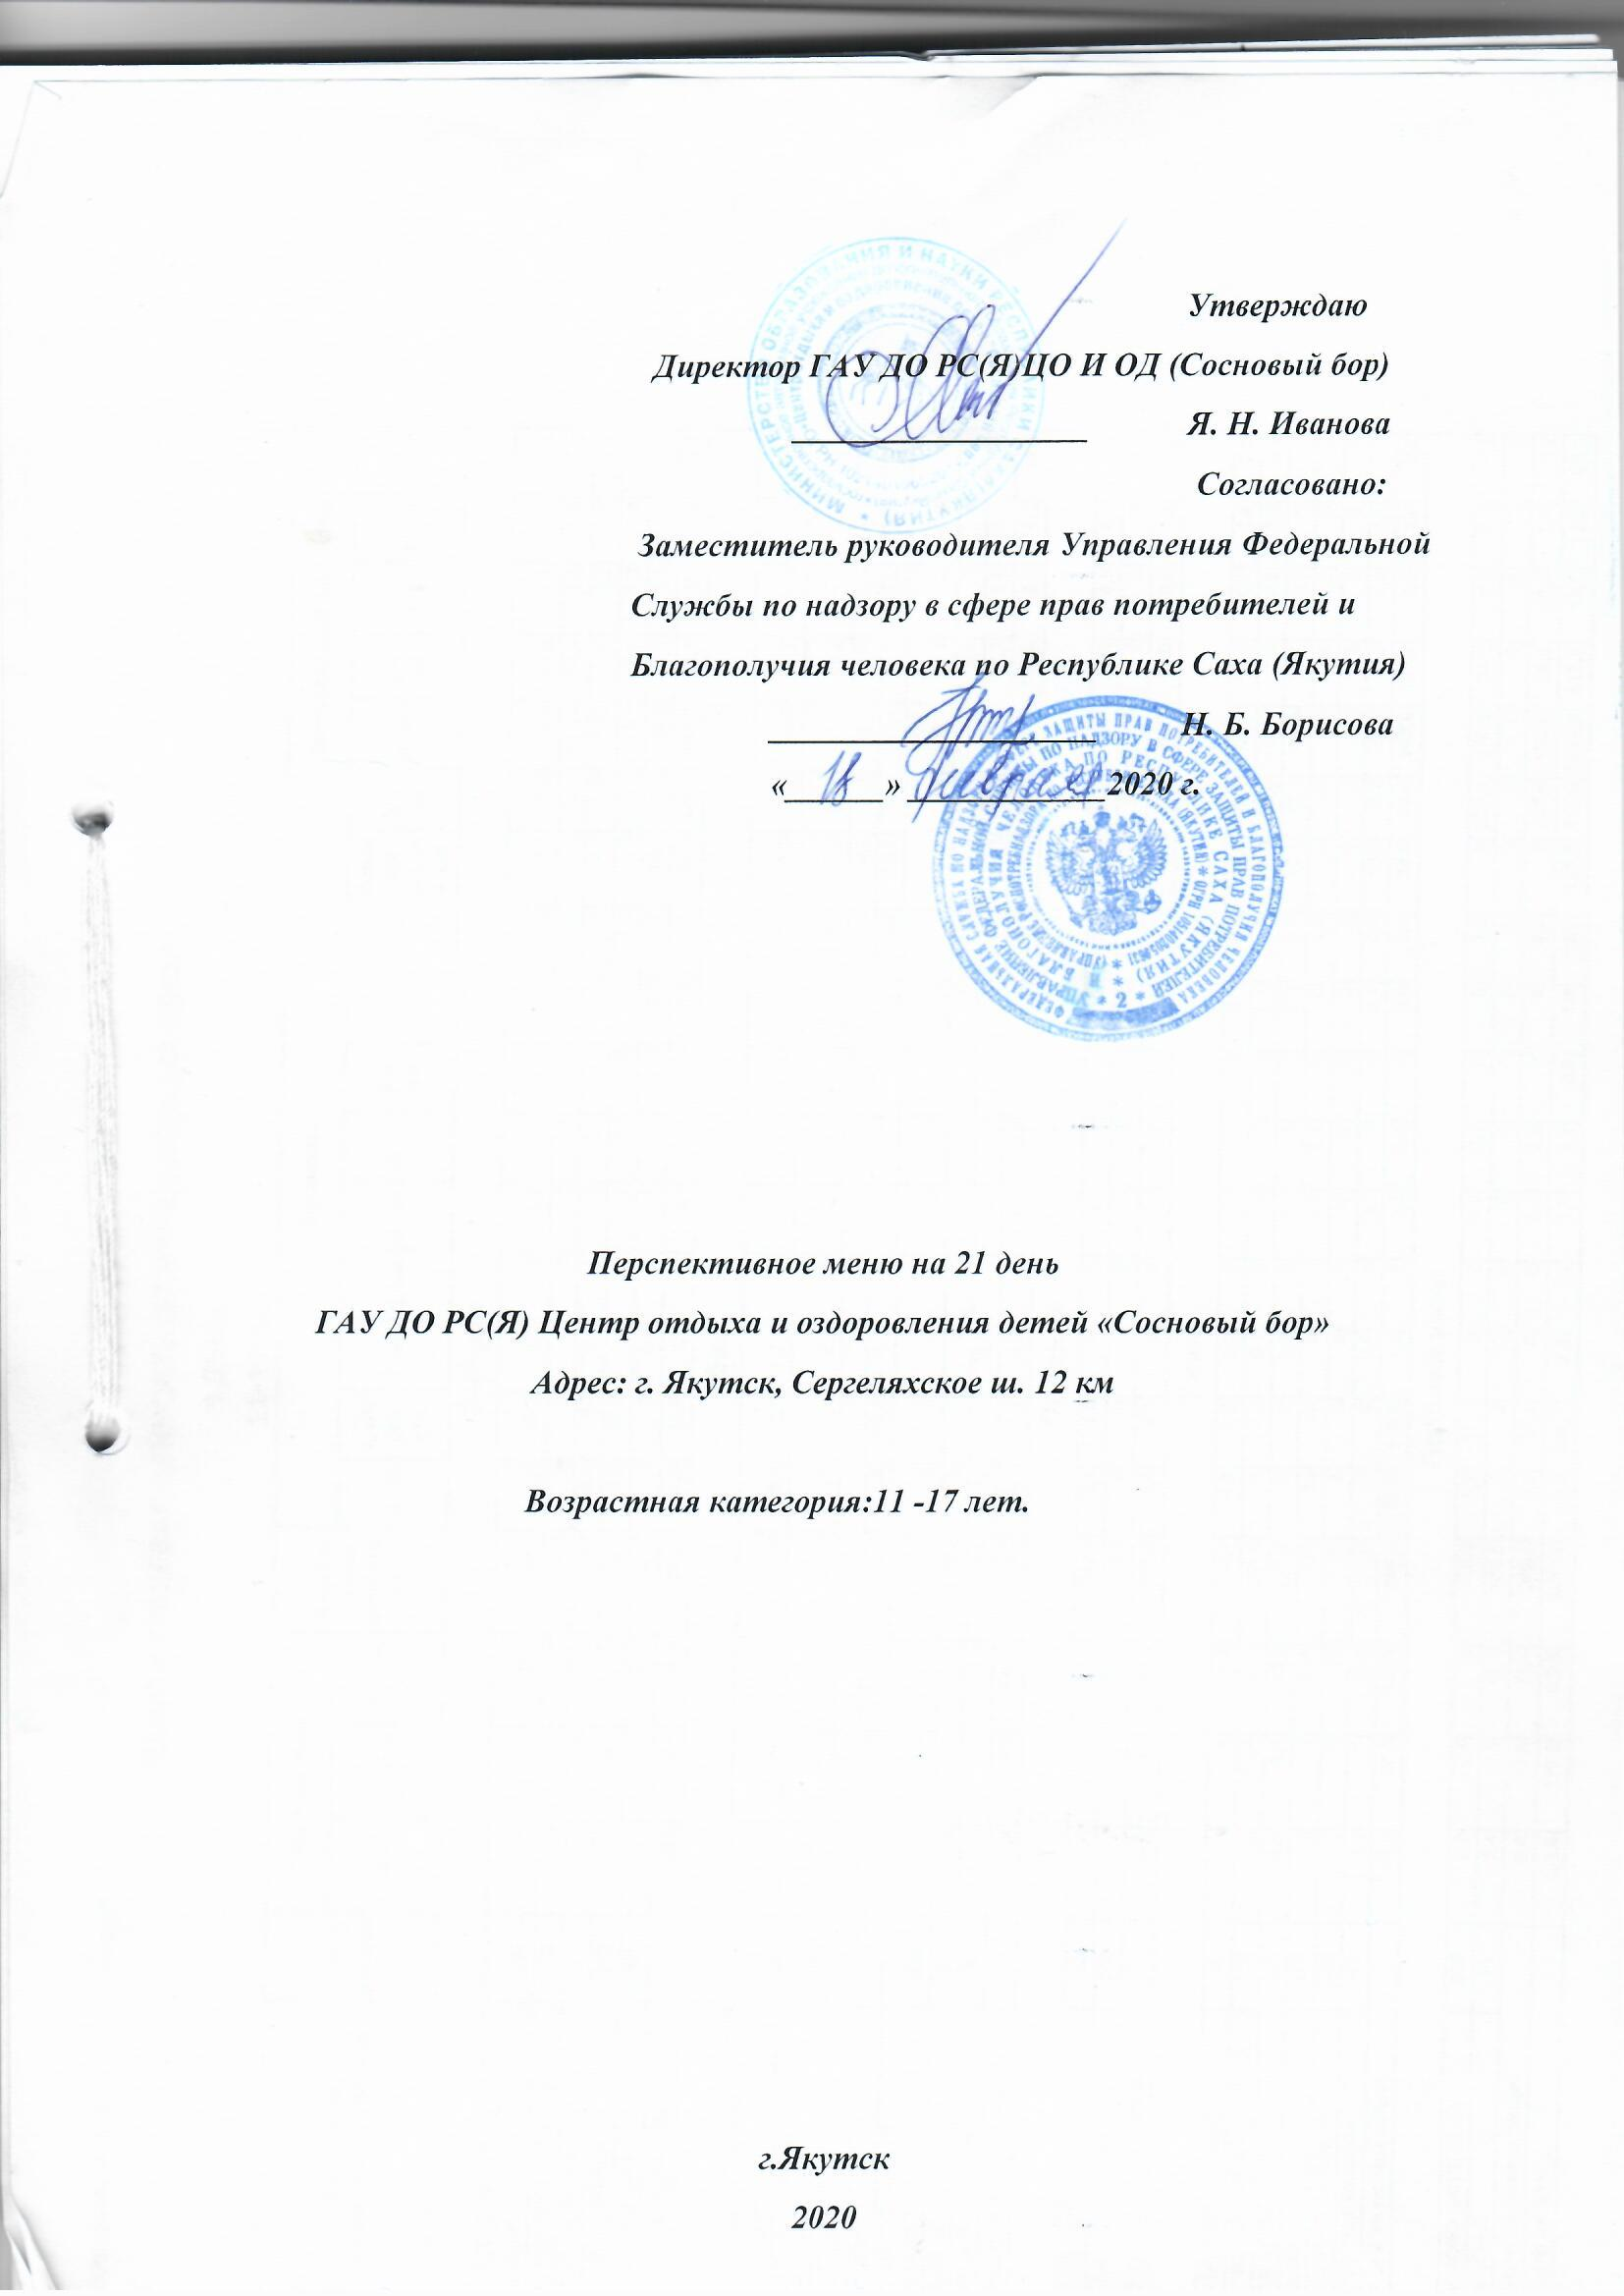 Утверждаю
Директор ГАУ ДО РС(Я)ЦО И ОД (Сосновый бор)
Я. Н. Иванова
Согласовано:
Заместитель руководителя Управления Федеральной
Службы по надзору в сфере прав потребителей и
Благополучия человека по Республике Саха (Якутия)
Н. Б. Борисова
«18» февраля 2020 г.
Перспективное меню на 21 день
ГАУ ДО РС(Я) Центр отдыха и оздоровления детей «Сосновый бор»
Адрес: г. Якутск, Сергеляхское ш. 12 км
Возрастная категория:11 -17 лет.
г.Якутск
2020